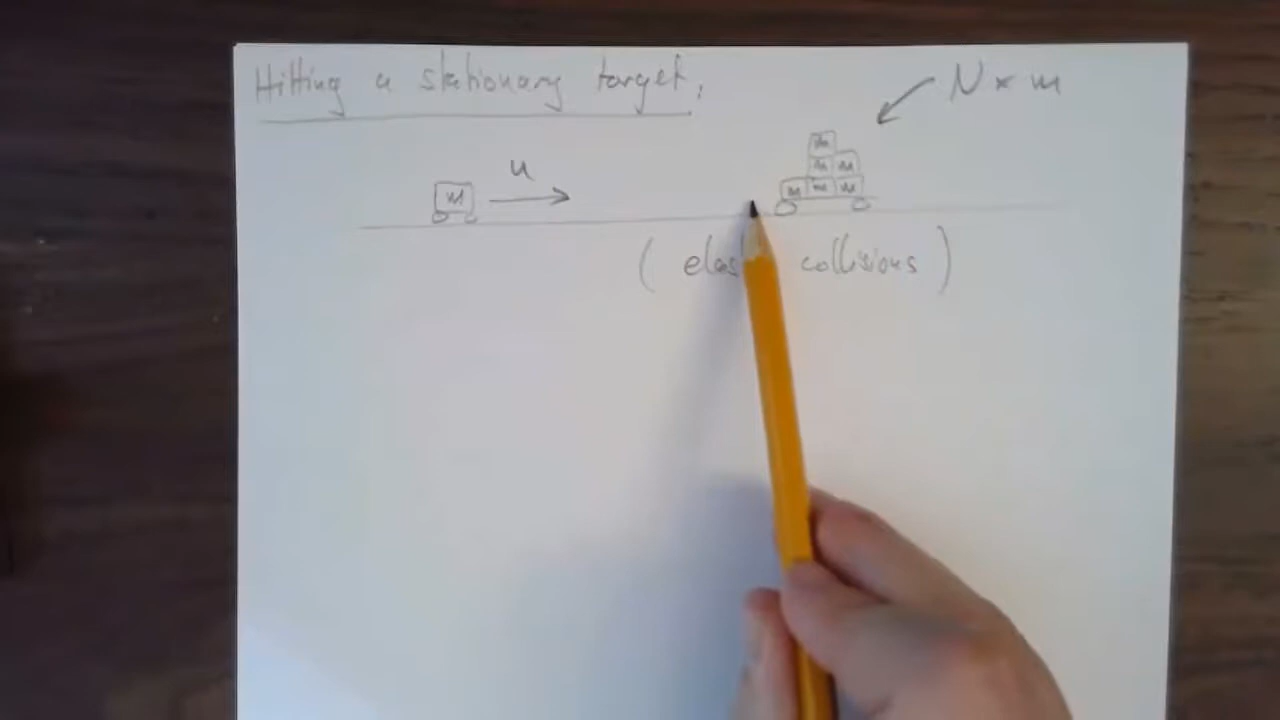 Hitting a stationary target.
N × m
u
m
m
m m
m m m
( elas collisions )